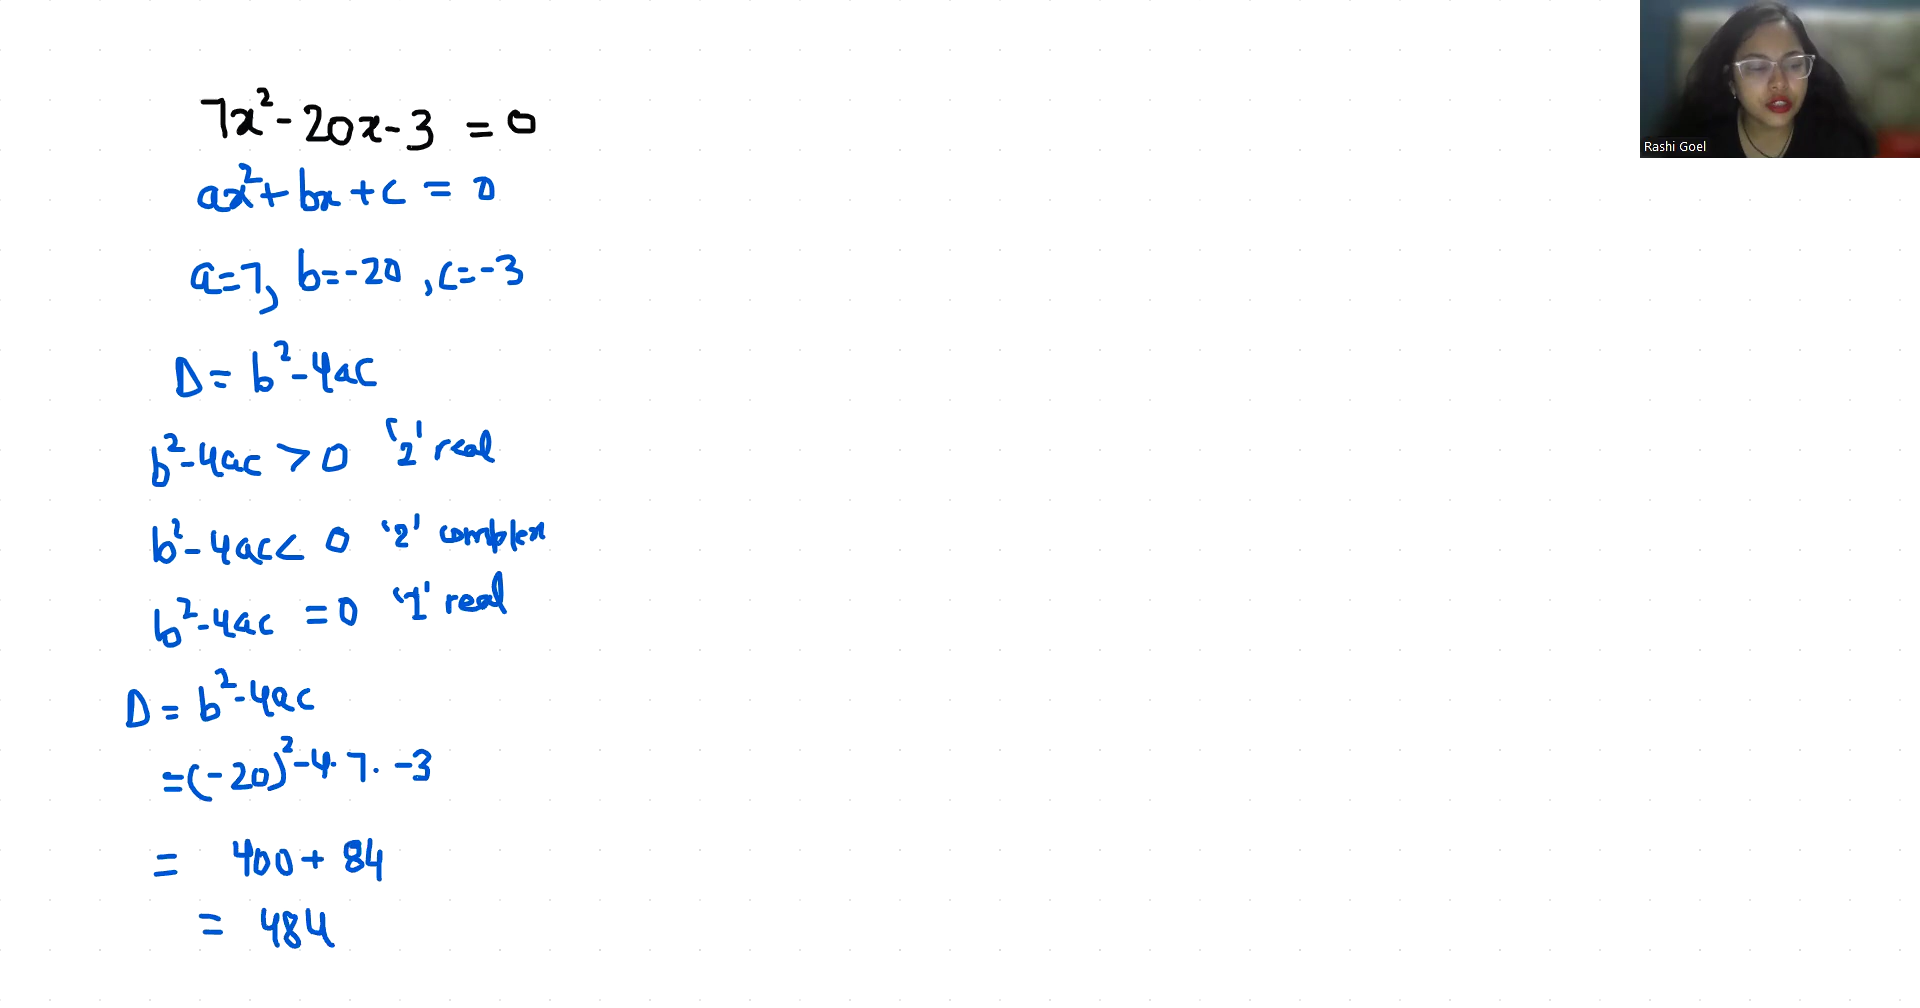 7x²-20x-3 = 0
ax²+bx+c = 0
a=7, b=-20, c=-3
D= b²-4ac
b²-4ac > 0 '2' real
b²-4ac < 0 '2' complex
b²-4ac = 0 '1' real
D = b²-4ac
=(-20)²-4·7·-3
= 400+84
= 484
Rashi Goel